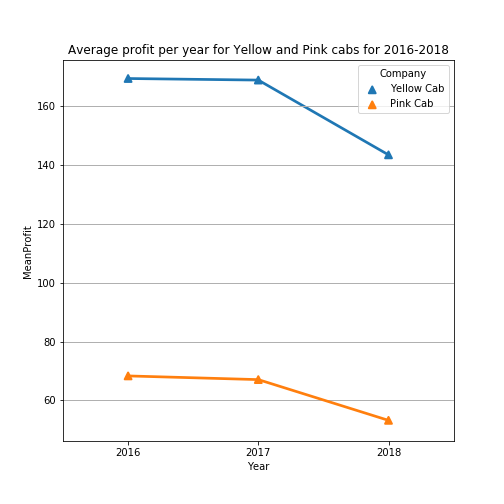 Average profit per year for Yellow and Pink cabs for 2016-2018
Company
Yellow Cab
Pink Cab
160
140
120
100
80
60
MeanProfit
2016 2017 2018
Year